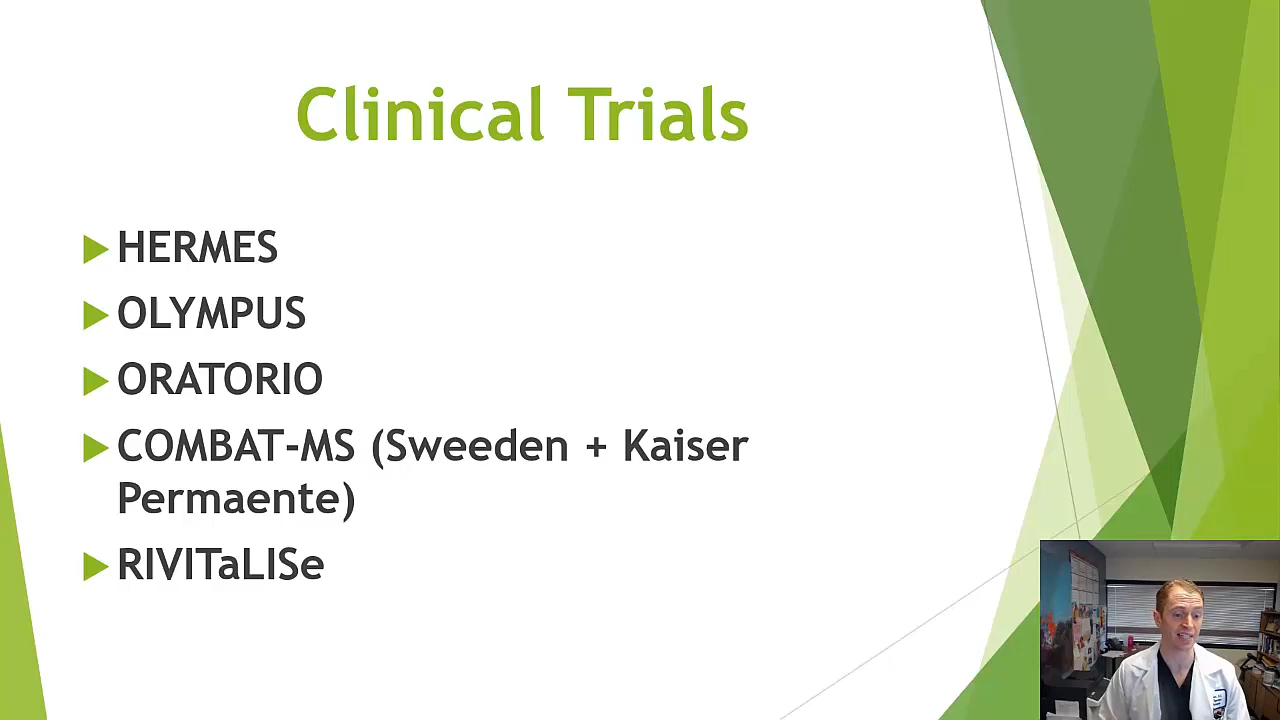 Clinical Trials
HERMES
OLYMPUS
ORATORIO
COMBAT-MS (Sweeden + Kaiser
Permaente)
RIVITaLISe